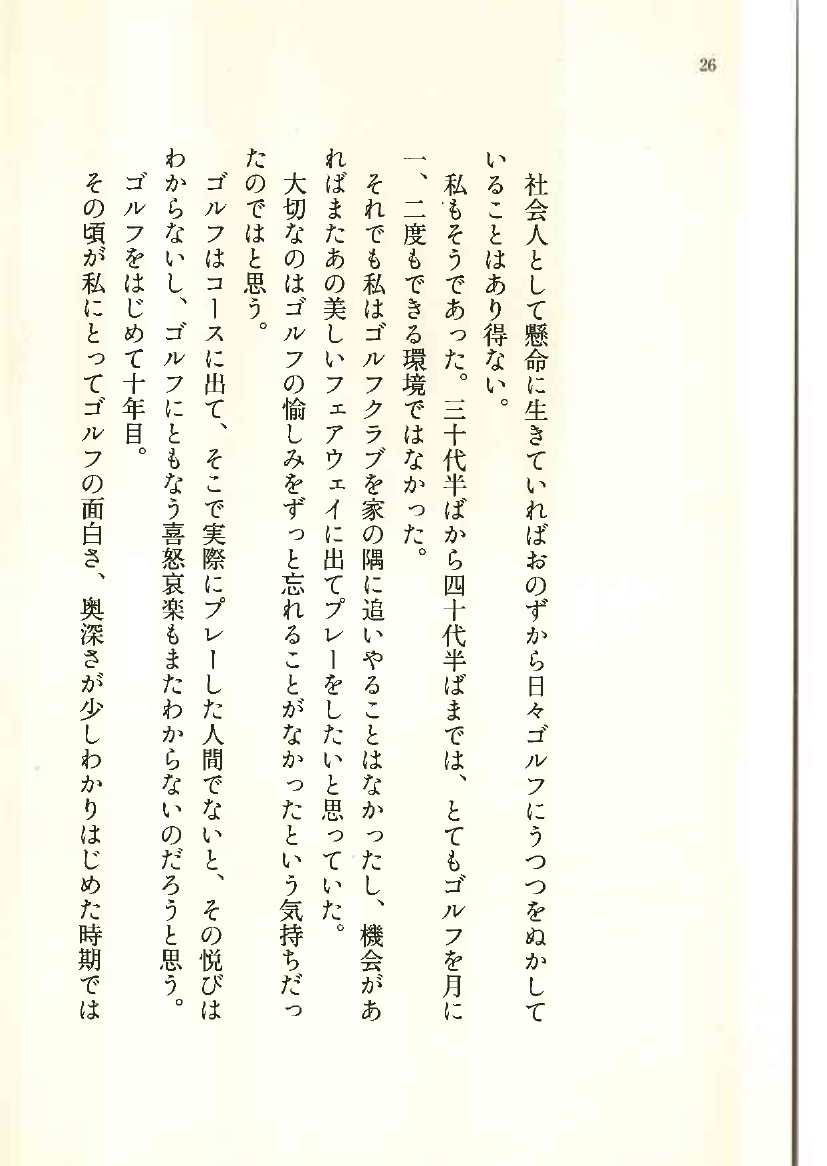 26
社会人として懸命に生きていればおのずから日々ゴルフにうつつをぬかして
いることはあり得ない。
私もそうであった。三十代半ばから四十代半ばまでは、とてもゴルフを月に
一、二度もできる環境ではなかった。
それでも私はゴルフクラブを家の隅に追いやることはなかったし、機会があ
ればまたあの美しいフェアウェイに出てプレーをしたいと思っていた。
大切なのはゴルフの愉しみをずっと忘れることがなかったという気持ちだっ
たのではと思う。
ゴルフはコースに出て、そこで実際にプレーした人間でないと、その悦びは
わからないし、ゴルフにともなう喜怒哀楽もまたわからないのだろうと思う。
ゴルフをはじめて十年目。
その頃が私にとってゴルフの面白さ、奥深さが少しわかりはじめた時期では